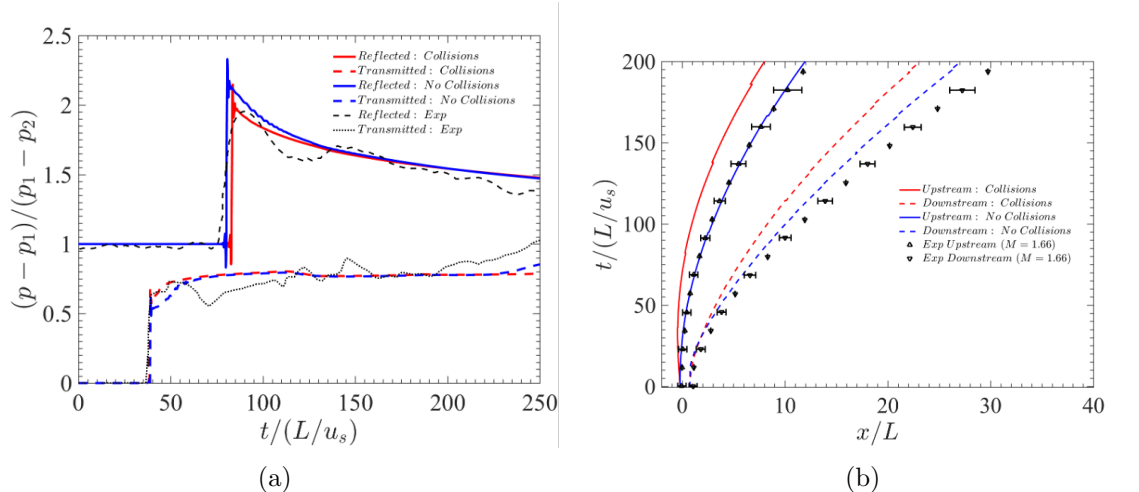 2.5
2
1.5
1
0.5
0
(p − p₁)/(p₁ − p₂)
Reflected : Collisions
Transmitted : Collisions
Reflected : No Collisions
Transmitted : No Collisions
Reflected : Exp
Transmitted : Exp
0 50 100 150 200 250
t/(L/uₛ)
(a)
200
150
100
50
0
t/(L/uₛ)
Upstream : Collisions
Downstream : Collisions
Upstream : No Collisions
Downstream : No Collisions
Exp Upstream (M = 1.66)
Exp Downstream (M = 1.66)
0 10 20 30 40
x/L
(b)